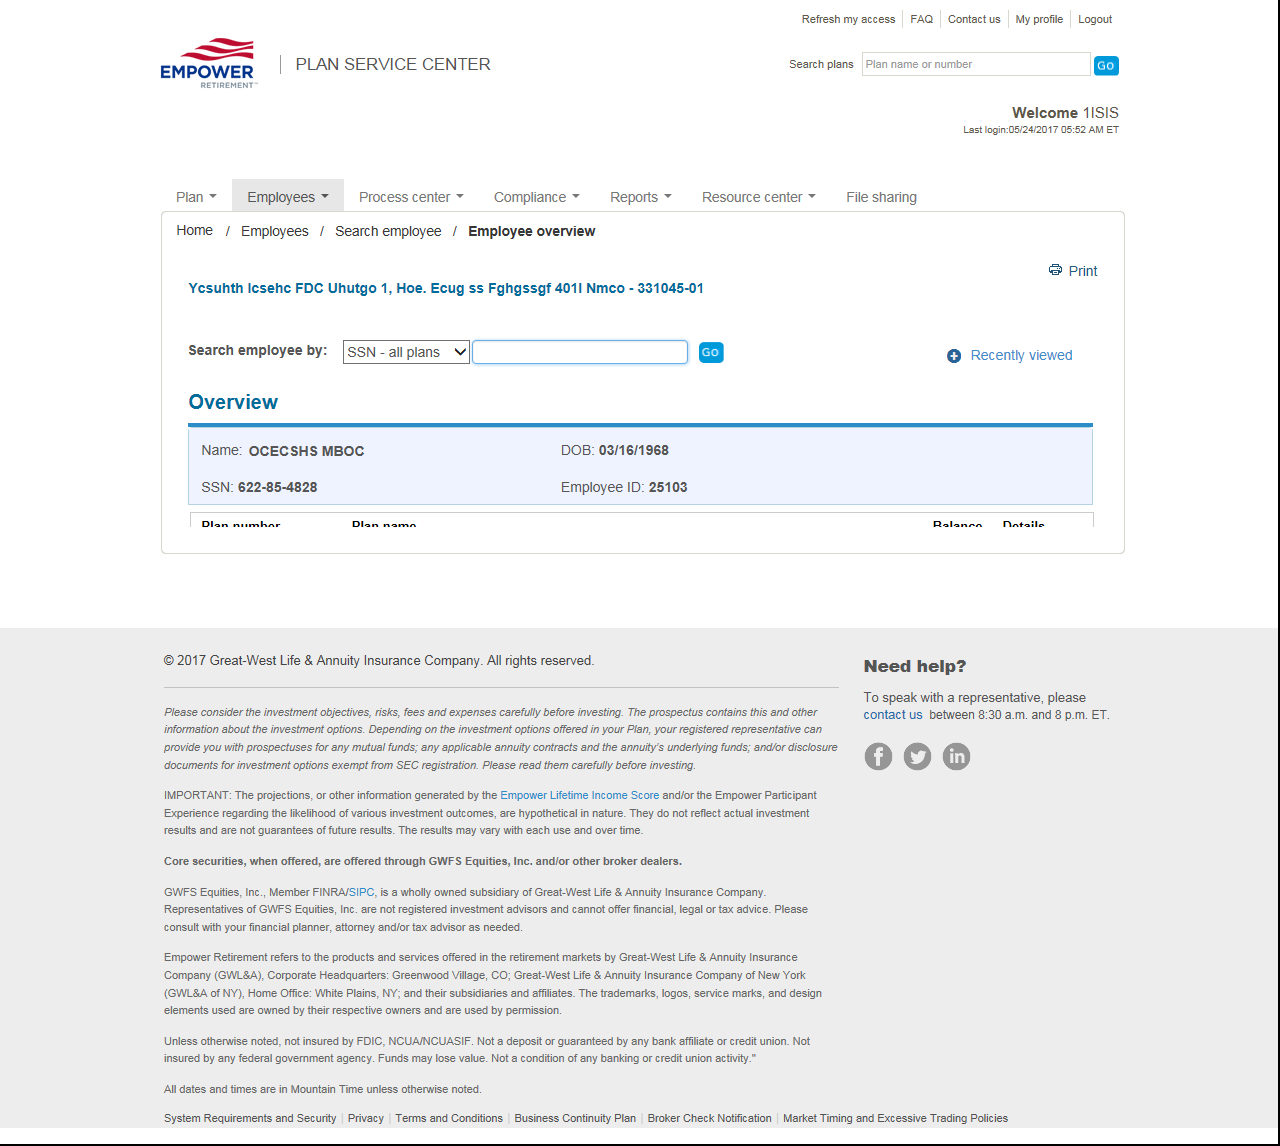 Refresh my access FAQ Contact us My profile Logout
EMPOWER
RETIREMENT
PLAN SERVICE CENTER
Search plans Plan name or number GO
Welcome 1ISIS
Last login:05/24/2017 05:52 AM ET
Plan Employees Process center Compliance Reports Resource center File sharing
Home / Employees / Search employee / Employee overview
Print
Ycsuhth Icsehc FDC Uhutgo 1, Hoe. Ecug ss Fghgssgf 401l Nmco - 331045-01
Search employee by: SSN - all plans GO
Recently viewed
Overview
Name: OCECSHS MBOC DOB: 03/16/1968
SSN: 622-85-4828 Employee ID: 25103
Plan number Plan name Balance Details
© 2017 Great-West Life & Annuity Insurance Company. All rights reserved.
Please consider the investment objectives, risks, fees and expenses carefully before investing. The prospectus contains this and other
information about the investment options. Depending on the investment options offered in your Plan, your registered representative can
provide you with prospectuses for any mutual funds; any applicable annuity contracts and the annuity's underlying funds; and/or disclosure
documents for investment options exempt from SEC registration. Please read them carefully before investing.
IMPORTANT: The projections, or other information generated by the Empower Lifetime Income Score and/or the Empower Participant
Experience regarding the likelihood of various investment outcomes, are hypothetical in nature. They do not reflect actual investment
results and are not guarantees of future results. The results may vary with each use and over time.
Core securities, when offered, are offered through GWFS Equities, Inc. and/or other broker dealers.
GWFS Equities, Inc., Member FINRA/SIPC, is a wholly owned subsidiary of Great-West Life & Annuity Insurance Company.
Representatives of GWFS Equities, Inc. are not registered investment advisors and cannot offer financial, legal or tax advice. Please
consult with your financial planner, attorney and/or tax advisor as needed.
Empower Retirement refers to the products and services offered in the retirement markets by Great-West Life & Annuity Insurance
Company (GWL&A), Corporate Headquarters: Greenwood Village, CO; Great-West Life & Annuity Insurance Company of New York
(GWL&A of NY), Home Office: White Plains, NY; and their subsidiaries and affiliates. The trademarks, logos, service marks, and design
elements used are owned by their respective owners and are used by permission.
Unless otherwise noted, not insured by FDIC, NCUA/NCUASIF. Not a deposit or guaranteed by any bank affiliate or credit union. Not
insured by any federal government agency. Funds may lose value. Not a condition of any banking or credit union activity."
All dates and times are in Mountain Time unless otherwise noted.
System Requirements and Security Privacy Terms and Conditions Business Continuity Plan Broker Check Notification Market Timing and Excessive Trading Policies
Need help?
To speak with a representative, please
contact us between 8:30 a.m. and 8 p.m. ET.